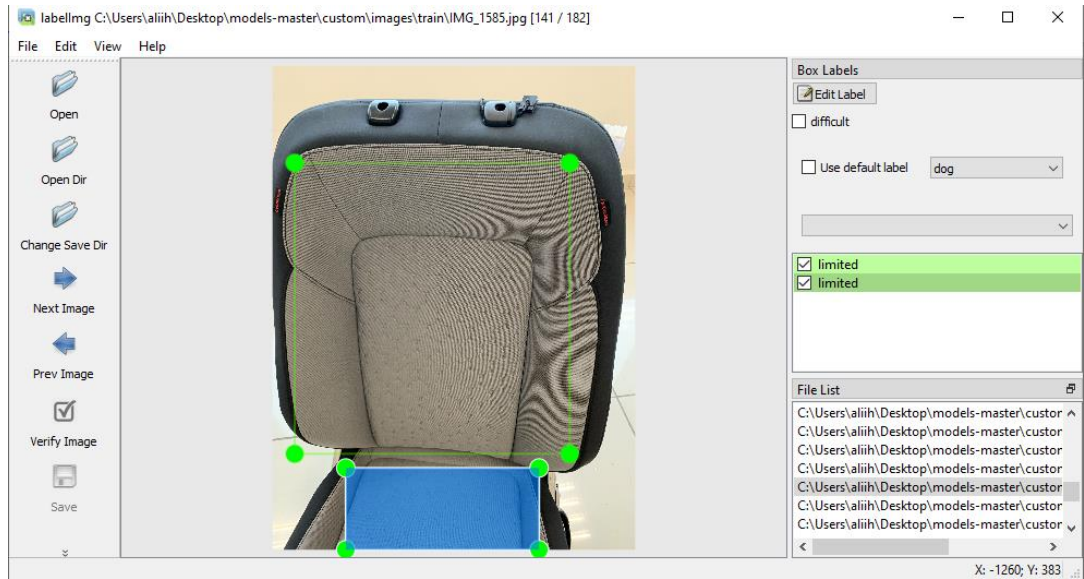 labelImg C:\Users\aliih\Desktop\models-master\custom\images\train\IMG_1585.jpg [141 / 182]
File Edit View Help
Open
Open Dir
Change Save Dir
Next Image
Prev Image
Verify Image
Save
Box Labels
Edit Label
difficult
Use default label dog
limited
limited
File List
C:\Users\aliih\Desktop\models-master\custor
C:\Users\aliih\Desktop\models-master\custor
C:\Users\aliih\Desktop\models-master\custor
C:\Users\aliih\Desktop\models-master\custor
C:\Users\aliih\Desktop\models-master\custor
C:\Users\aliih\Desktop\models-master\custor
C:\Users\aliih\Desktop\models-master\custor
X: -1260; Y: 383